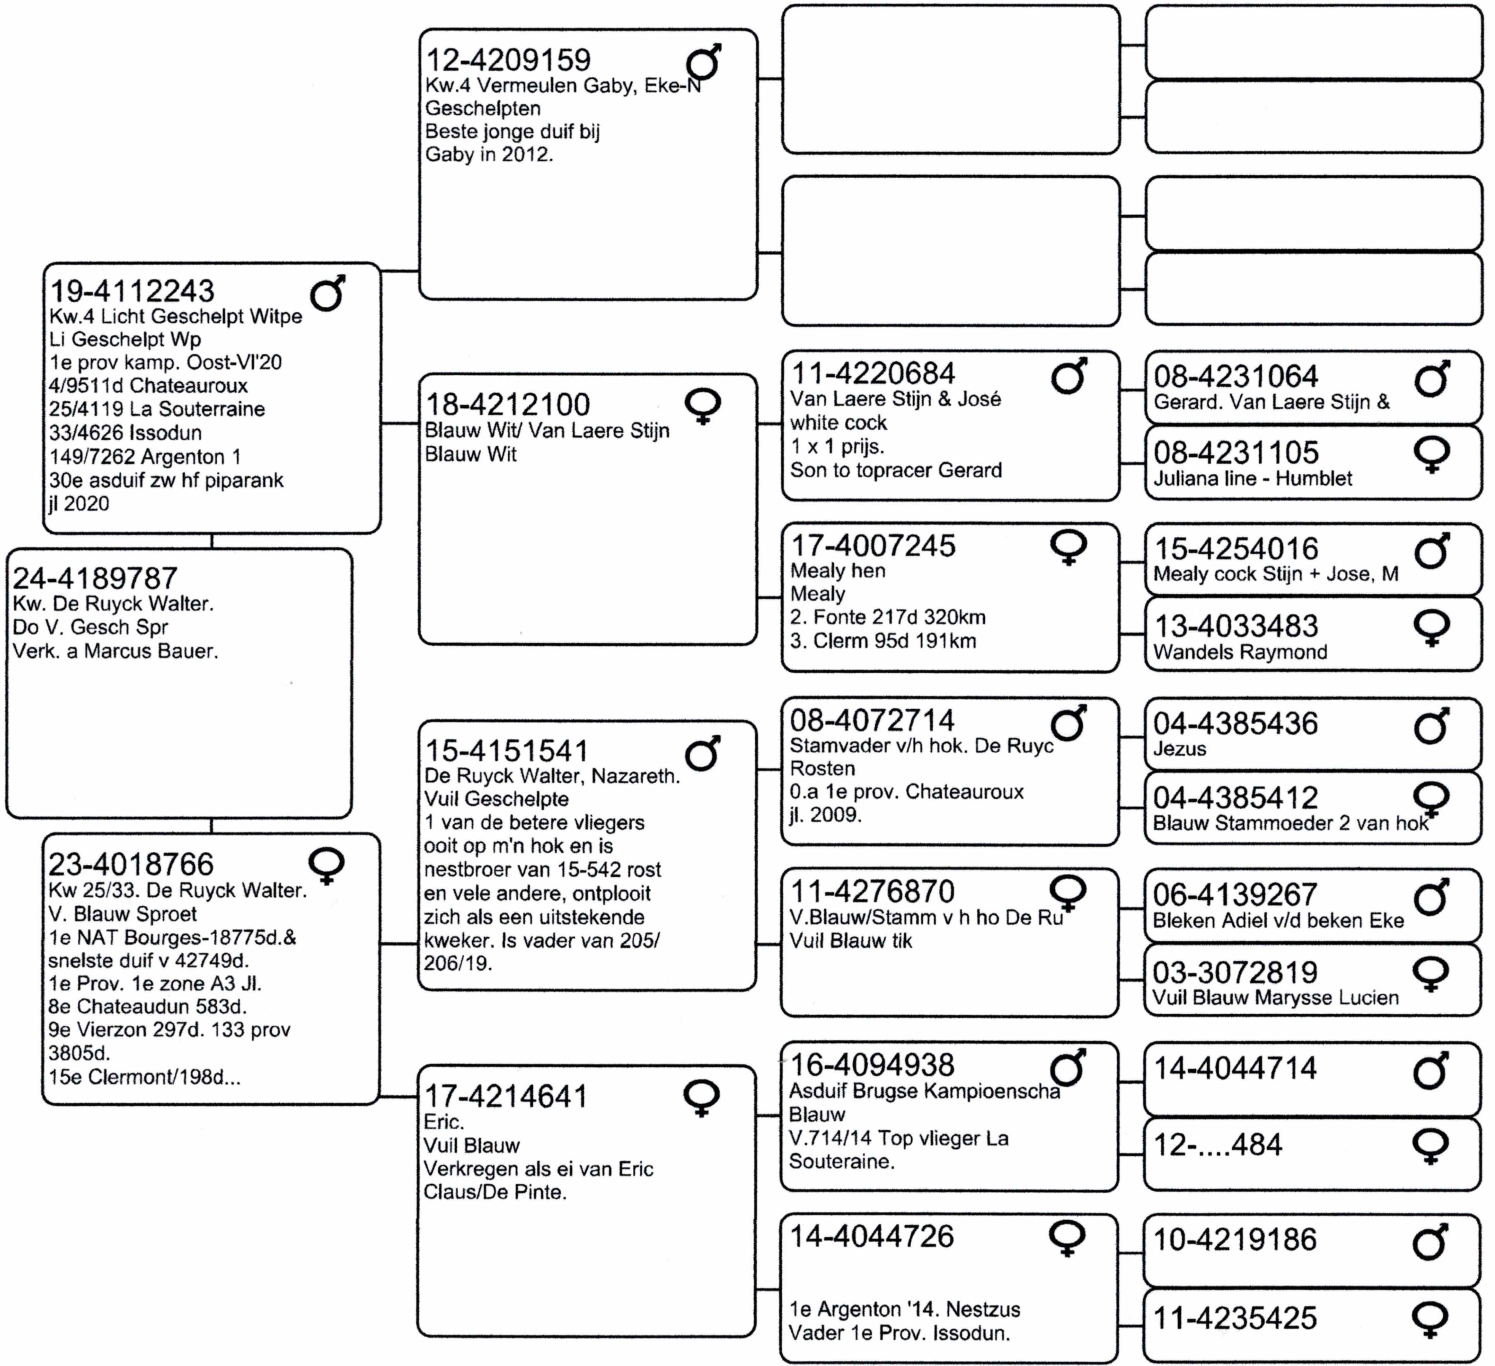 12-4209159
Kw.4 Vermeulen Gaby, Eke-N
Geschelpten
Beste jonge duif bij
Gaby in 2012.
19-4112243
Kw.4 Licht Geschelpt Witpe
Li Geschelpt Wp
1e prov kamp. Oost-Vl'20
4/9511d Chateauroux
25/4119 La Souterraine
33/4626 Issodun
149/7262 Argenton 1
30e asduif zw hf piparank
jl 2020
18-4212100
Blauw Wit/ Van Laere Stijn
Blauw Wit
11-4220684
Van Laere Stijn & José
white cock
1 x 1 prijs.
Son to topracer Gerard
08-4231064
Gerard. Van Laere Stijn &
08-4231105
Juliana line - Humblet
17-4007245
Mealy hen
Mealy
2. Fonte 217d 320km
3. Clerm 95d 191km
15-4254016
Mealy cock Stijn + Jose, M
13-4033483
Wandels Raymond
24-4189787
Kw. De Ruyck Walter.
Do V. Gesch Spr
Verk. a Marcus Bauer.
15-4151541
De Ruyck Walter, Nazareth.
Vuil Geschelpte
1 van de betere vliegers
ooit op m'n hok en is
nestbroer van 15-542 rost
en vele andere, ontplooit
zich als een uitstekende
kweker. Is vader van 205/
206/19.
08-4072714
Stamvader v/h hok. De Ruyc
Rosten
0.a 1e prov. Chateauroux
jl. 2009.
04-4385436
Jezus
04-4385412
Blauw Stammoeder 2 van hok
23-4018766
Kw 25/33. De Ruyck Walter.
V. Blauw Sproet
1e NAT Bourges-18775d.&
snelste duif v 42749d.
1e Prov. 1e zone A3 Jl.
8e Chateaudun 583d.
9e Vierzon 297d. 133 prov
3805d.
15e Clermont/198d...
11-4276870
V.Blauw/Stamm v h ho De Ru
Vuil Blauw tik
06-4139267
Bleken Adiel v/d beken Eke
03-3072819
Vuil Blauw Marysse Lucien
17-4214641
Eric.
Vuil Blauw
Verkregen als ei van Eric
Claus/De Pinte.
16-4094938
Asduif Brugse Kampioenscha
Blauw
V.714/14 Top vlieger La
Souteraine.
14-4044714
12-....484
14-4044726
1e Argenton '14. Nestzus
Vader 1e Prov. Issodun.
10-4219186
11-4235425